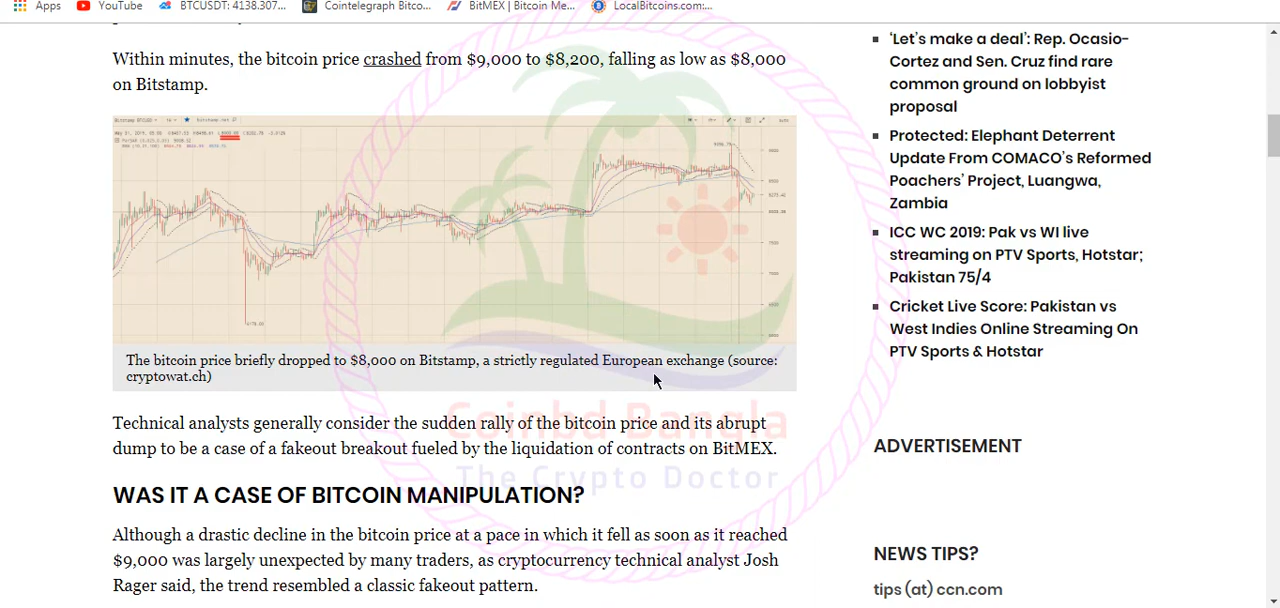 Apps YouTube BTCUSDT: 4138.307... Cointelegraph Bitco... BitMEX | Bitcoin Me... LocalBitcoins.com:...
Within minutes, the bitcoin price crashed from $9,000 to $8,200, falling as low as $8,000
on Bitstamp.
The bitcoin price briefly dropped to $8,000 on Bitstamp, a strictly regulated European exchange (source:
cryptowat.ch)
Technical analysts generally consider the sudden rally of the bitcoin price and its abrupt
dump to be a case of a fakeout breakout fueled by the liquidation of contracts on BitMEX.
WAS IT A CASE OF BITCOIN MANIPULATION?
Although a drastic decline in the bitcoin price at a pace in which it fell as soon as it reached
$9,000 was largely unexpected by many traders, as cryptocurrency technical analyst Josh
Rager said, the trend resembled a classic fakeout pattern.
Coinbd Bangla
The Crypto Doctor
‘Let’s make a deal’: Rep. Ocasio-
Cortez and Sen. Cruz find rare
common ground on lobbyist
proposal
Protected: Elephant Deterrent
Update From COMACO’s Reformed
Poachers’ Project, Luangwa,
Zambia
ICC WC 2019: Pak vs WI live
streaming on PTV Sports, Hotstar;
Pakistan 75/4
Cricket Live Score: Pakistan vs
West Indies Online Streaming On
PTV Sports & Hotstar
ADVERTISEMENT
NEWS TIPS?
tips (at) ccn.com